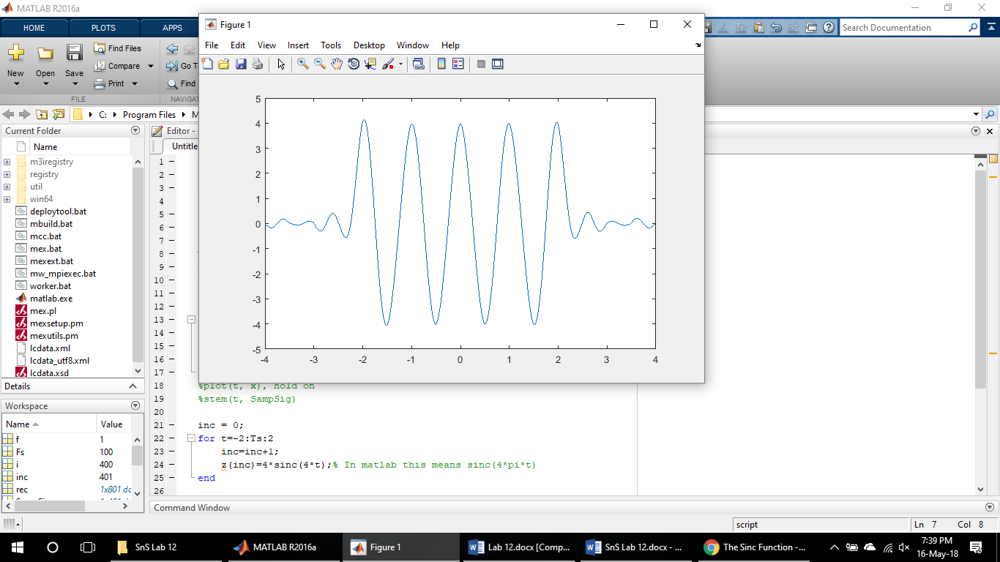 MATLAB R2016a
HOME
PLOTS
APPS
Search Documentation
New
Open
Save
Find Files
Compare
Print
Go T
Find
FILE
NAVIGAT
C:
Program Files
M
Figure 1
File Edit View Insert Tools Desktop Window Help
5
4
3
2
1
0
-1
-2
-3
-4
-5
-4 -3 -2 -1 0 1 2 3 4
Current Folder
Name
m3iregistry
registry
util
win64
deploytool.bat
mbuild.bat
mcc.bat
mex.bat
mexext.bat
mw_mpiexec.bat
worker.bat
matlab.exe
mex.pl
mexsetup.pm
mexutils.pm
lcdata.xml
lcdata_utf8.xml
lcdata.xsd
Details
Workspace
Name Value
f 1
Fs 100
i 400
inc 401
rec 1x801 dc
Editor -
Untitle
1
2
3
4
5
6
7
8
9
10
11
12
13
14
15
16
17
18 %plot(t, x), hold on
19 %stem(t, SampSig)
20
21 inc = 0;
22 for t=-2:Ts:2
23 inc=inc+1;
24 z(inc)=4*sinc(4*t);% In matlab this means sinc(4*pi*t)
25 end
26
Command Window
script
Ln 7 Col 8
SnS Lab 12
MATLAB R2016a
Figure 1
Lab 12.docx [Comp...
SnS Lab 12.docx - ...
The Sinc Function -...
7:39 PM
16-May-18